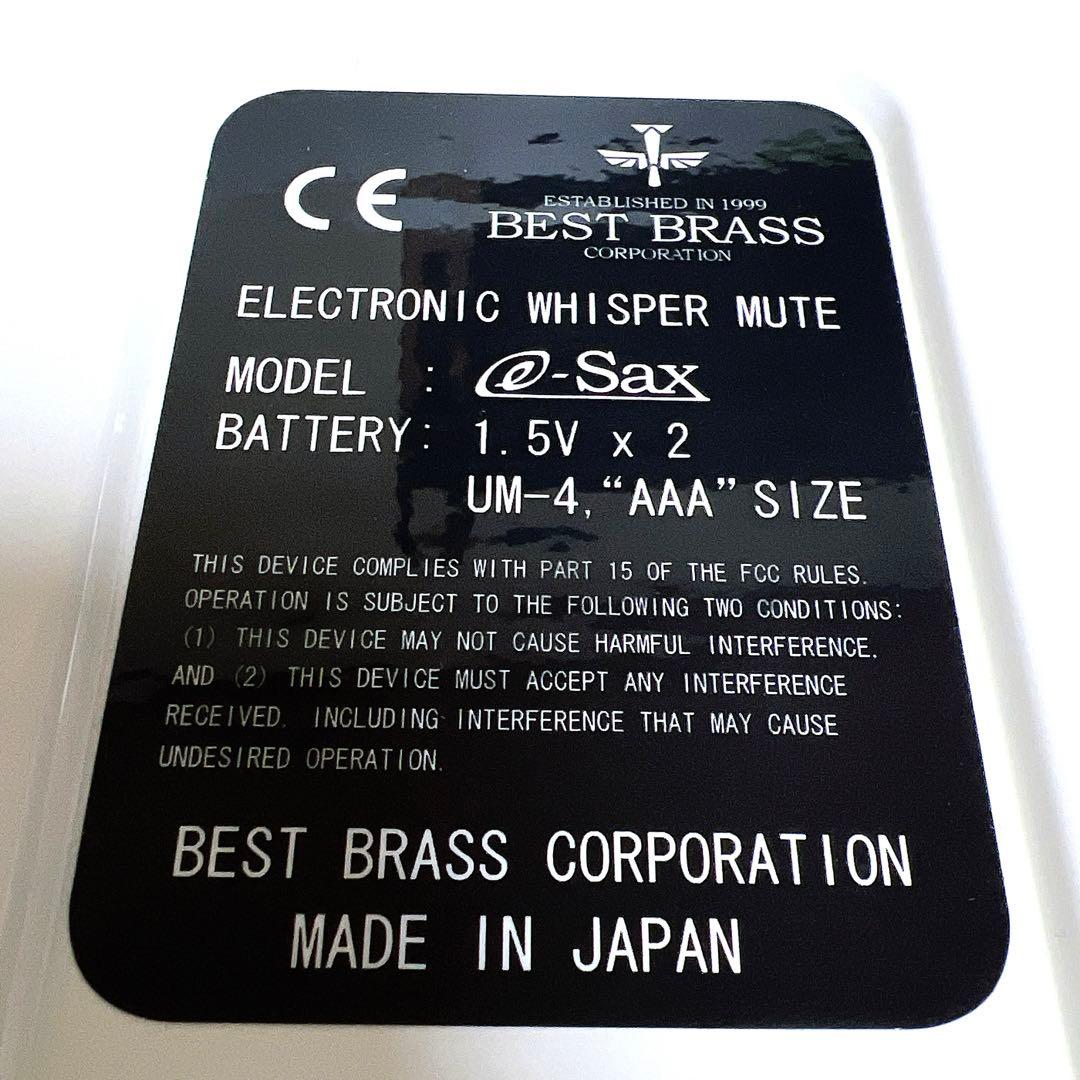 CE
ESTABLISHED IN 1999
BEST BRASS
CORPORATION
ELECTRONIC WHISPER MUTE
MODEL : e-Sax
BATTERY: 1.5V x 2
UM-4, “AAA” SIZE
THIS DEVICE COMPLIES WITH PART 15 OF THE FCC RULES.
OPERATION IS SUBJECT TO THE FOLLOWING TWO CONDITIONS:
(1) THIS DEVICE MAY NOT CAUSE HARMFUL INTERFERENCE,
AND (2) THIS DEVICE MUST ACCEPT ANY INTERFERENCE
RECEIVED, INCLUDING INTERFERENCE THAT MAY CAUSE
UNDESIRED OPERATION.
BEST BRASS CORPORATION
MADE IN JAPAN